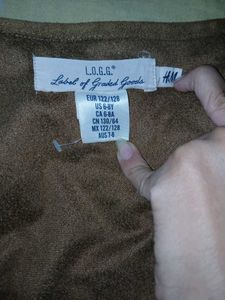 L.O.G.G.®
Label of Graded Goods
H&M
EUR 122/128
US 6-8Y
CA 6-8A
CN 130/64
MX 122/128
AUS 7-8